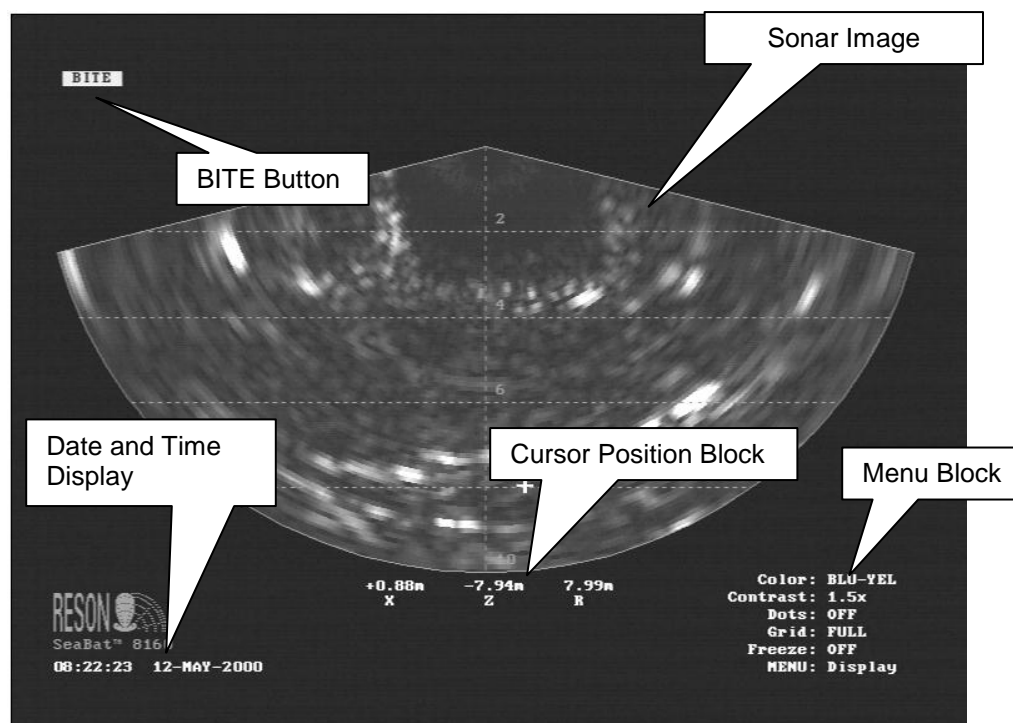 Sonar Image
BITE
BITE Button
2
4
6
Date and Time
Display
Cursor Position Block
Menu Block
10
+0.88m -7.94m 7.99m
X Z R
RESON
SeaBat™
08:22:23 12-MAY-2000
Color: BLU-YEL
Contrast: 1.5x
Dots: OFF
Grid: FULL
Freeze: OFF
MENU: Display